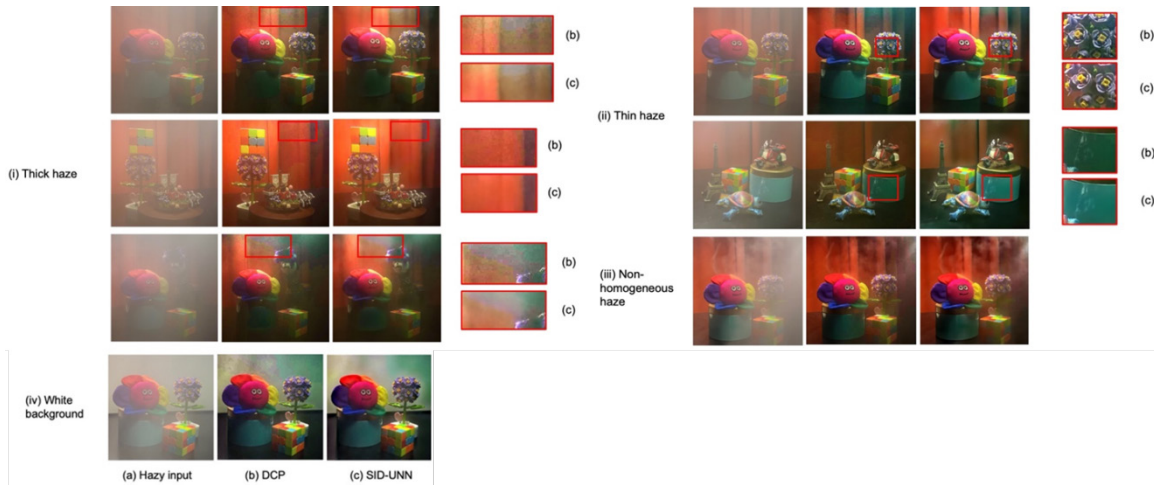 (b)
(c)
(i) Thick haze
(b)
(c)
(b)
(c)
(b)
(c)
(ii) Thin haze
(b)
(c)
(iii) Non-
homogeneous
haze
(iv) White
background
(a) Hazy input
(b) DCP
(c) SID-UNN